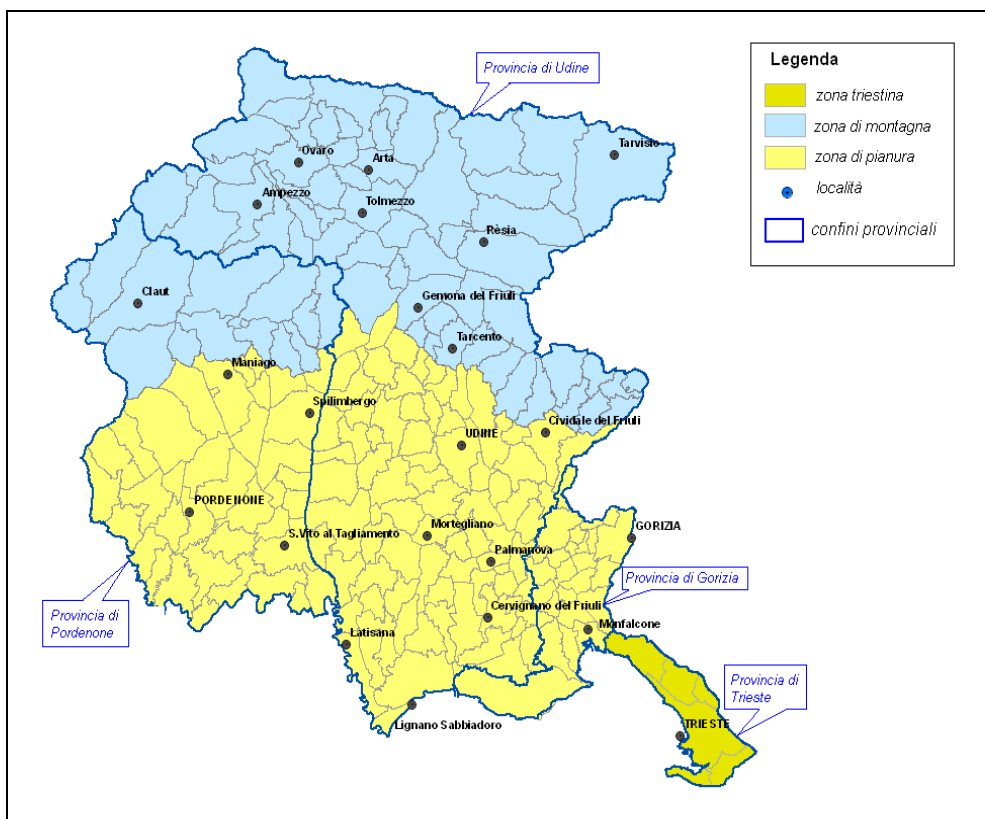 Provincia di Udine
Legenda
zona triestina
zona di montagna
zona di pianura
località
confini provinciali
Tarvisio
Ovaro
Arta
Ampezzo
Tolmezzo
Rèsia
Claut
Gemona del Friuli
Tarcento
Maniago
Spilimbergo
Cividale del Friuli
UDINE
PORDENONE
S.Vito al Tagliamento
Mortegliano
GORIZIA
Palmanova
Provincia di Gorizia
Provincia di
Pordenone
Cervignano del Friuli
Monfalcone
Latisana
Provincia di
Trieste
Lignano Sabbiadoro
TRIESTE